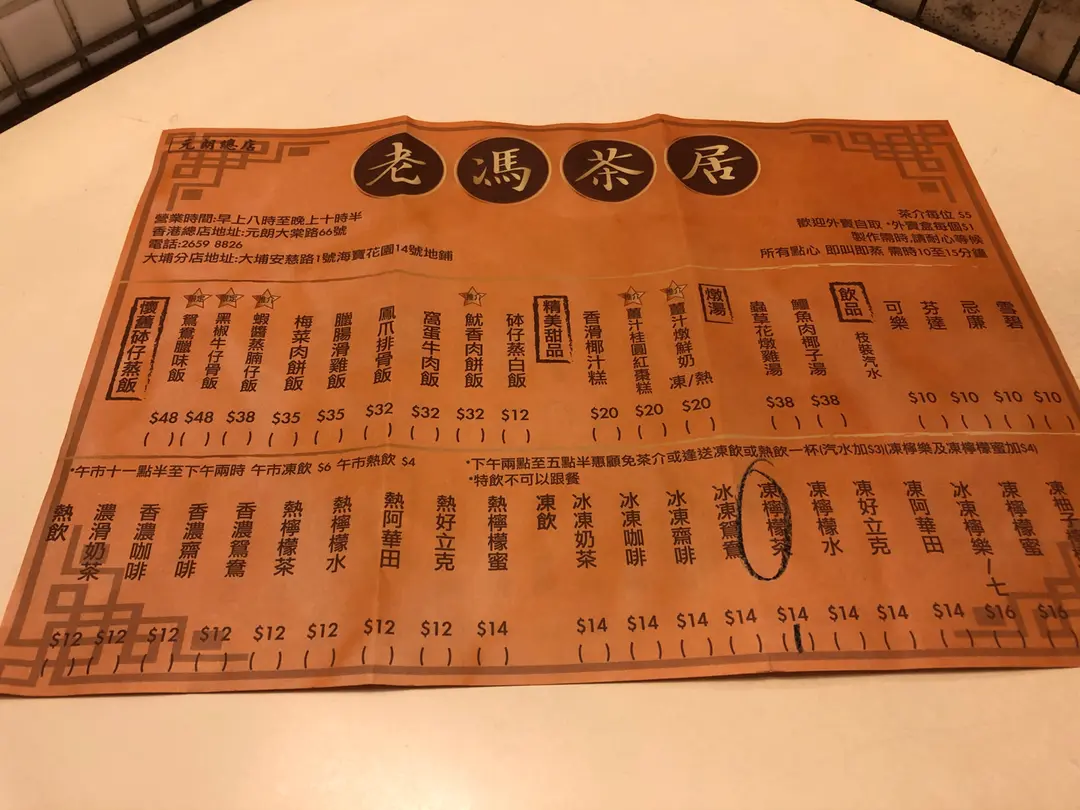 元朗總店
老馮茶居
營業時間:早上八時至晚上十時半
香港總店地址:元朗大棠路66號
電話:2659 8826
大埔分店地址:大埔安慈路1號海寶花園14號地舖
茶介每位 $5
歡迎外賣自取 *外賣盒每個$1
製作需時,請耐心等候
所有點心 即叫即蒸 需時10至15分鐘
懷舊砵仔蒸飯
鴛鴦臘味飯 $48 ( )
黑椒牛仔骨飯 $48 ( )
蝦醬蒸腩仔飯 $38 ( )
梅菜肉餅飯 $35 ( )
臘腸滑雞飯 $35 ( )
鳳爪排骨飯 $32 ( )
窩蛋牛肉飯 $32 ( )
魷香肉餅飯 $32 ( )
砵仔蒸白飯 $12 ( )
精美甜品
香滑椰汁糕 $20 ( )
薑汁桂圓紅棗糕 $20 ( )
薑汁燉鮮奶 凍/熱 $20 ( )
燉湯
蟲草花燉雞湯 $38 ( )
鱷魚肉椰子湯 $38 ( )
飲品
枝裝汽水
可樂 $10 ( )
芬達 $10 ( )
忌廉 $10 ( )
雪碧 $10 ( )
*午市十一點半至下午兩時 午市凍飲 $6 午市熱飲 $4
*下午兩點至五點半惠顧免茶介或達送凍飲或熱飲一杯(汽水加$3)(凍檸樂及凍檸檬蜜加$4)
*特飲不可以跟餐
熱飲
濃滑奶茶 $12 ( )
香濃咖啡 $12 ( )
香濃齋啡 $12 ( )
香濃鴛鴦 $12 ( )
熱檸檬茶 $12 ( )
熱檸檬水 $12 ( )
熱阿華田 $12 ( )
熱好立克 $12 ( )
熱檸檬蜜 $14 ( )
凍飲
冰凍奶茶 $14 ( )
冰凍咖啡 $14 ( )
冰凍齋啡 $14 ( )
冰凍鴛鴦 $14 ( )
凍檸檬茶 $14 ( )
凍檸檬水 $14 ( )
凍好立克 $14 ( )
凍阿華田 $14 ( )
冰凍檸樂/七 $16 ( )
凍檸檬蜜 $16 ( )
凍柚子